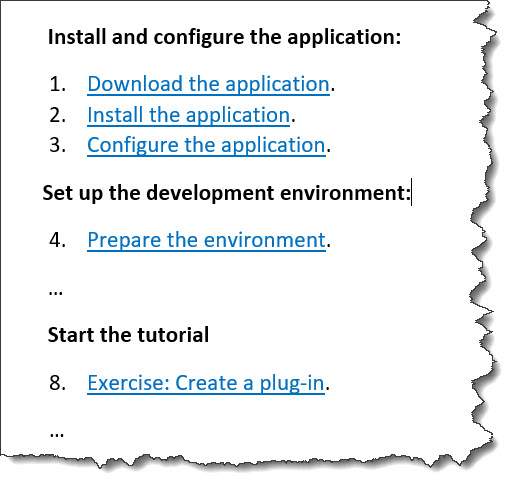 Install and configure the application:
1. Download the application.
2. Install the application.
3. Configure the application.
Set up the development environment:
4. Prepare the environment.
...
Start the tutorial
8. Exercise: Create a plug-in.
...